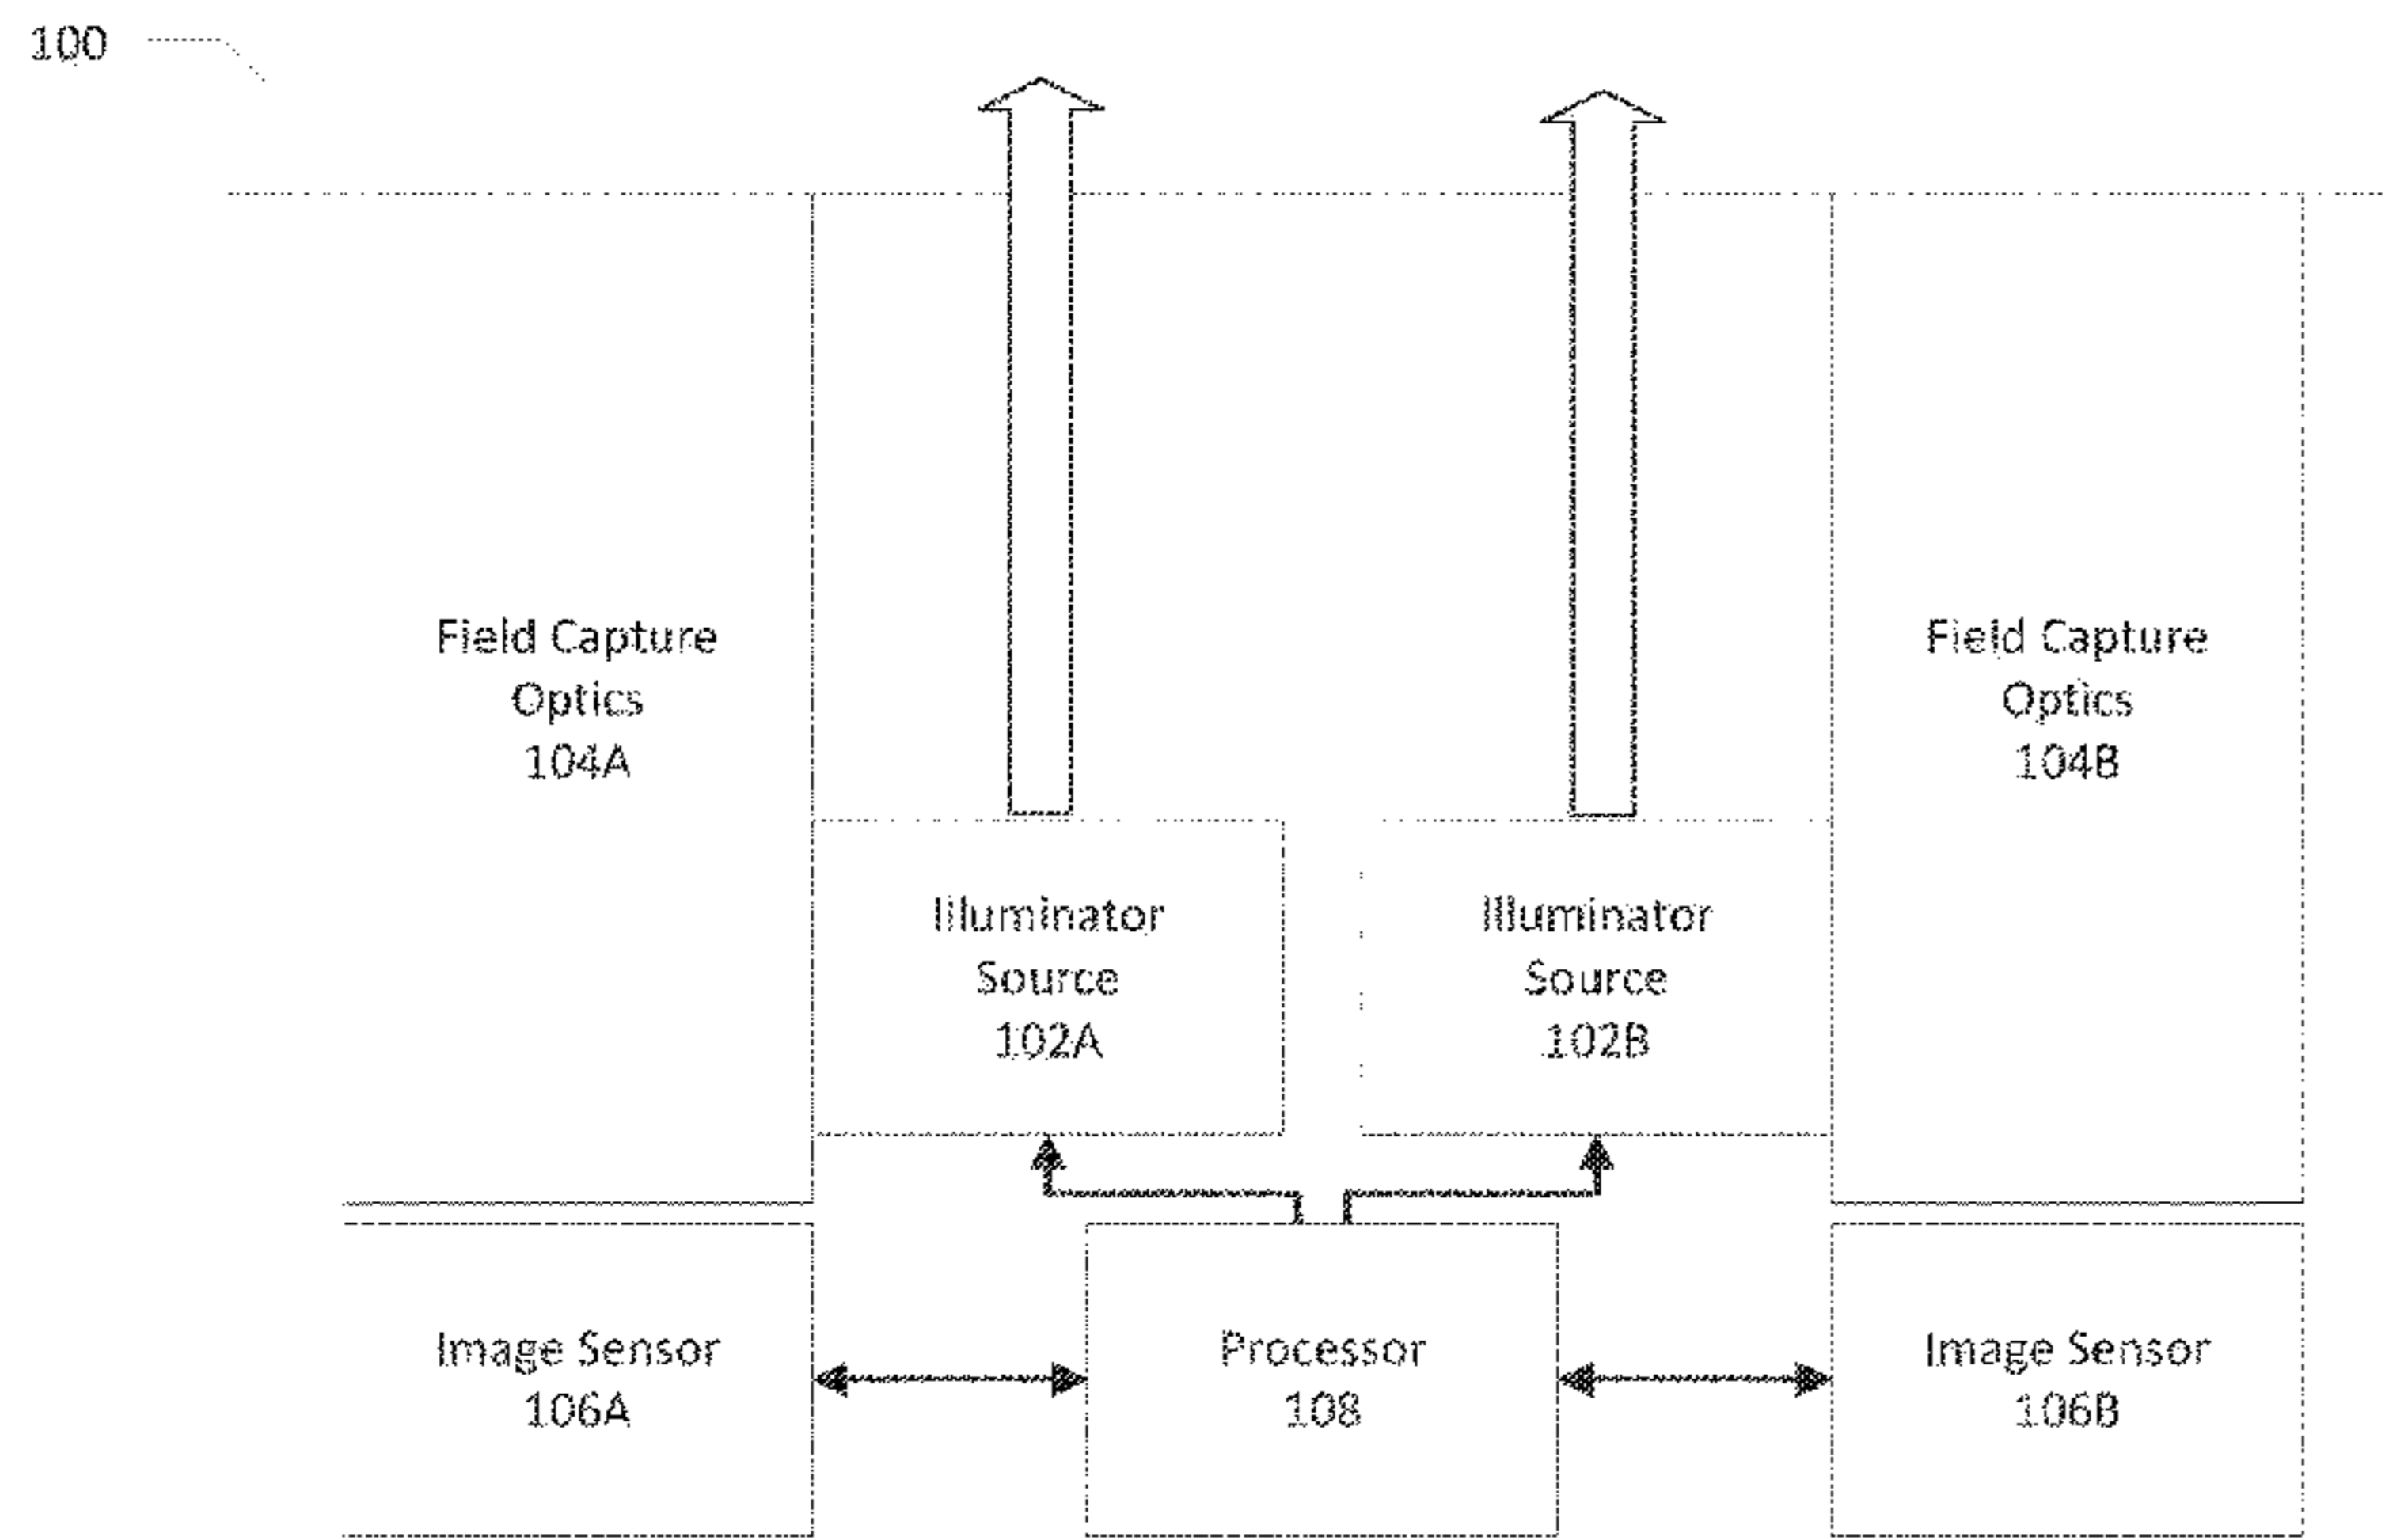 100
Field Capture
Optics
104A
Field Capture
Optics
104B
Illuminator
Source
102A
Illuminator
Source
102B
Image Sensor
106A
Processor
108
Image Sensor
106B